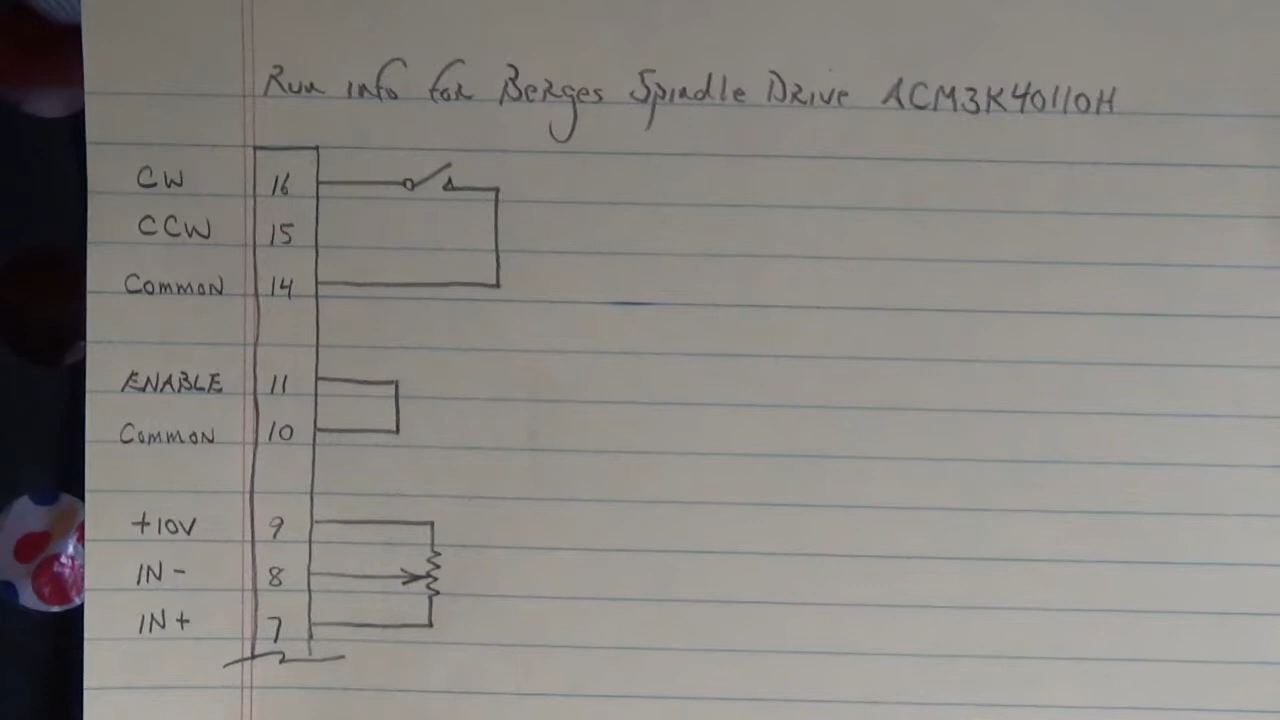 Run info for Berges Spindle Drive ACM3K40110H
CW 16
CCW 15
Common 14
ENABLE 11
Common 10
+10V 9
IN - 8
IN + 7